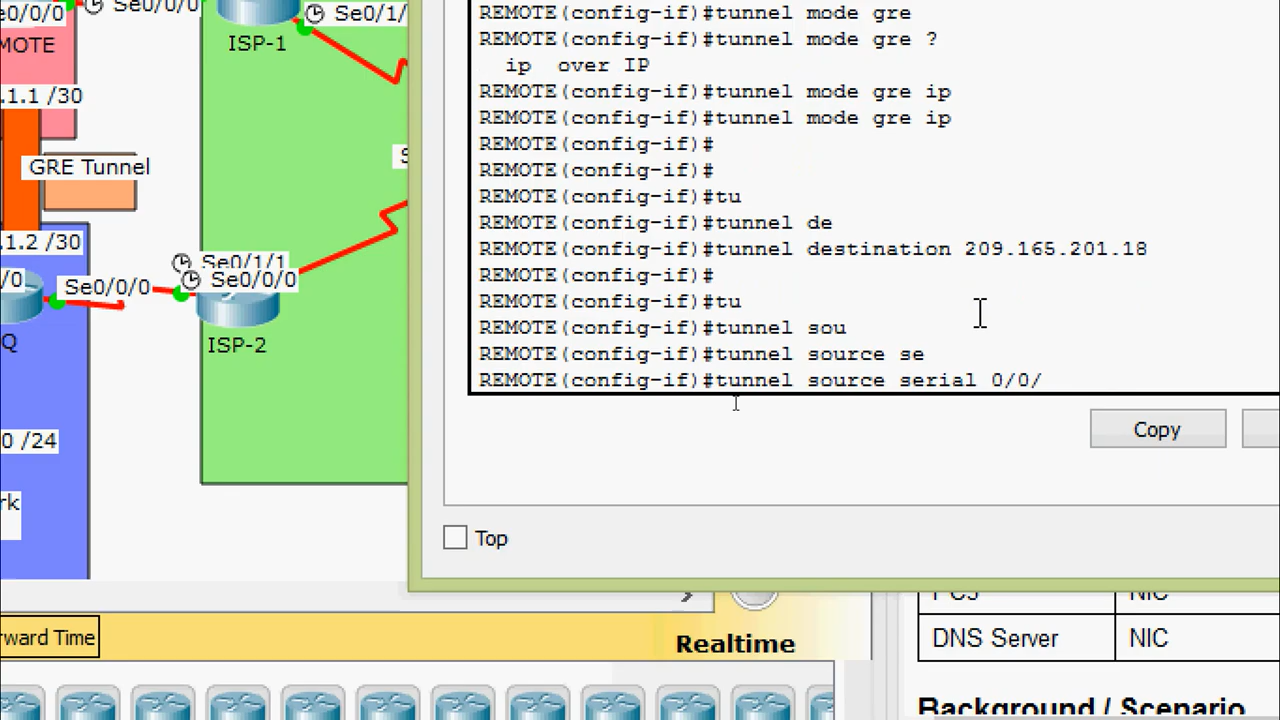 e0/0/0
Se0/0/0
Se0/1/
ISP-1
MOTE
.1.1 /30
GRE Tunnel
.1.2 /30
/0
Se0/0/0
Se0/1/1
Se0/0/0
Q
ISP-2
0 /24
rk
S
REMOTE(config-if)#tunnel mode gre
REMOTE(config-if)#tunnel mode gre ?
ip over IP
REMOTE(config-if)#tunnel mode gre ip
REMOTE(config-if)#tunnel mode gre ip
REMOTE(config-if)#
REMOTE(config-if)#
REMOTE(config-if)#tu
REMOTE(config-if)#tunnel de
REMOTE(config-if)#tunnel destination 209.165.201.18
REMOTE(config-if)#
REMOTE(config-if)#tu
REMOTE(config-if)#tunnel sou
REMOTE(config-if)#tunnel source se
REMOTE(config-if)#tunnel source serial 0/0/
Copy
Top
rward Time
Realtime
NIC
DNS Server NIC
Background / Scenario